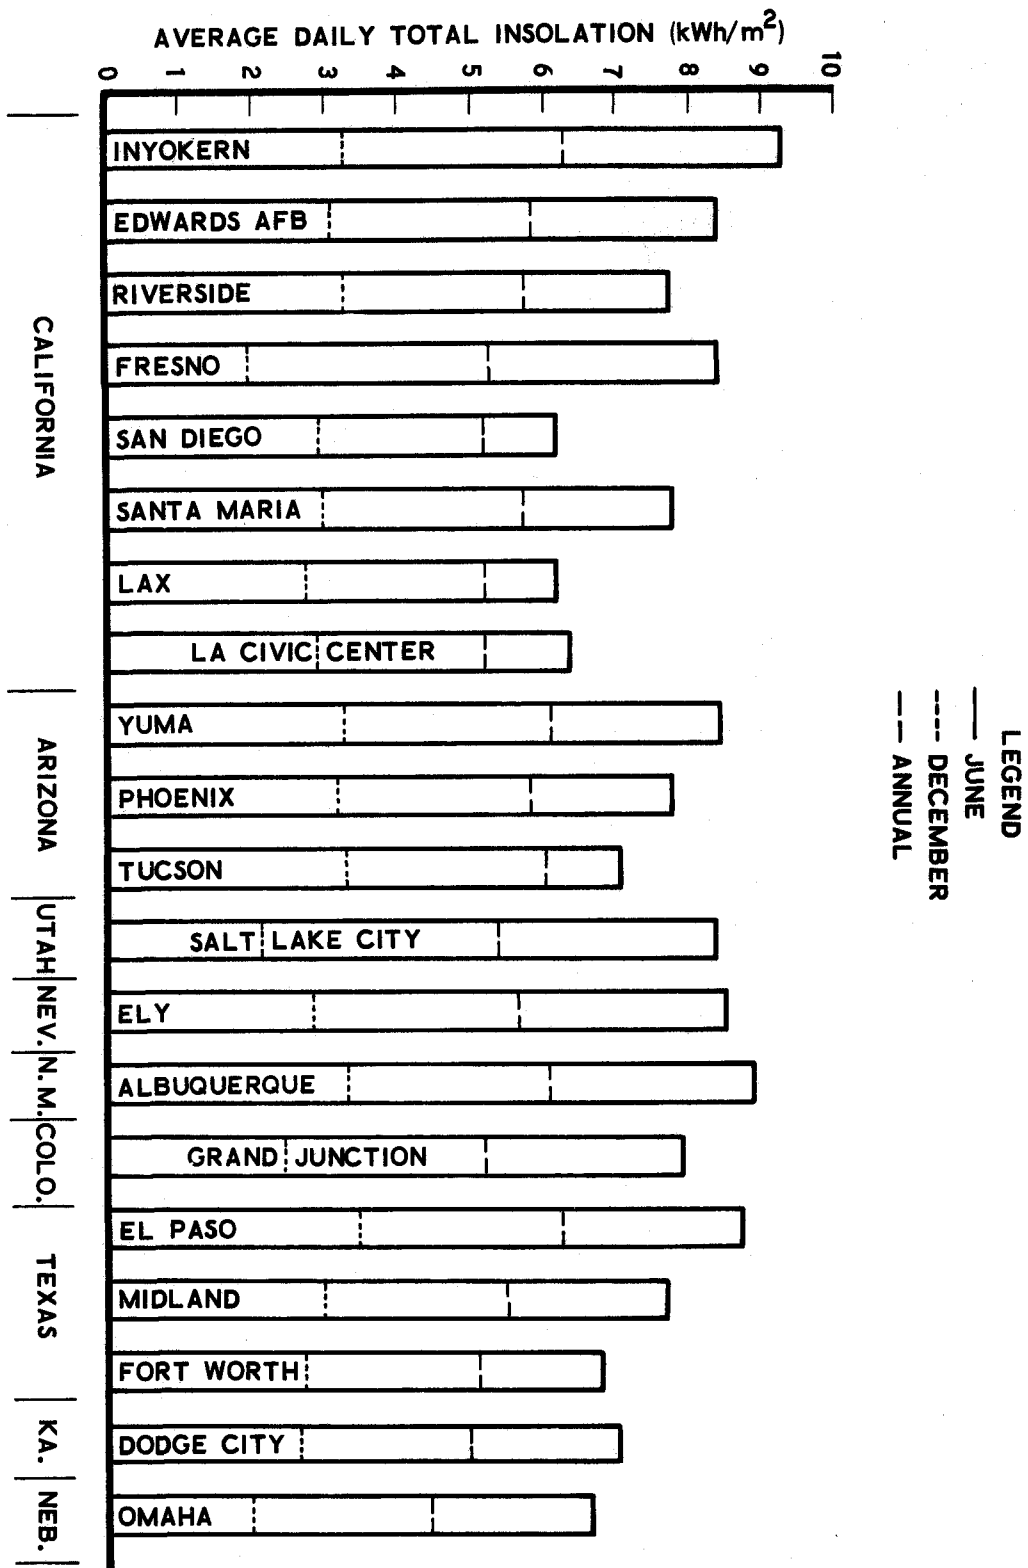 AVERAGE DAILY TOTAL INSOLATION (kWh/m²)
0 1 2 3 4 5 6 7 8 9 10
INYOKERN
EDWARDS AFB
RIVERSIDE
FRESNO
SAN DIEGO
SANTA MARIA
LAX
LA CIVIC CENTER
YUMA
PHOENIX
TUCSON
SALT LAKE CITY
ELY
ALBUQUERQUE
GRAND JUNCTION
EL PASO
MIDLAND
FORT WORTH
DODGE CITY
OMAHA
CALIFORNIA
ARIZONA
UTAH
NEV.
N.M.
COLO.
TEXAS
KA.
NEB.
LEGEND
JUNE
DECEMBER
ANNUAL